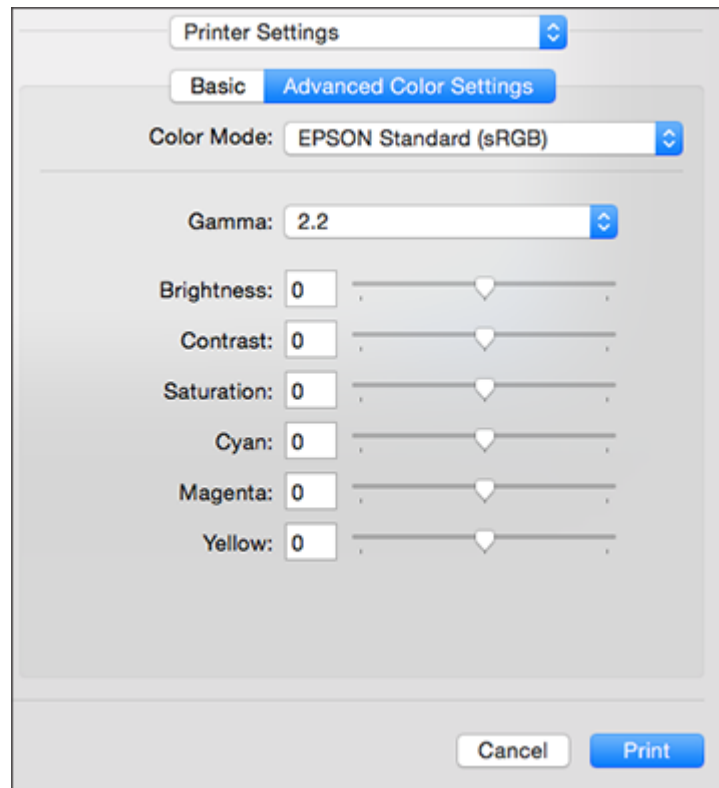 Printer Settings
Basic Advanced Color Settings
Color Mode: EPSON Standard (sRGB)
Gamma: 2.2
Brightness: 0
Contrast: 0
Saturation: 0
Cyan: 0
Magenta: 0
Yellow: 0
Cancel Print